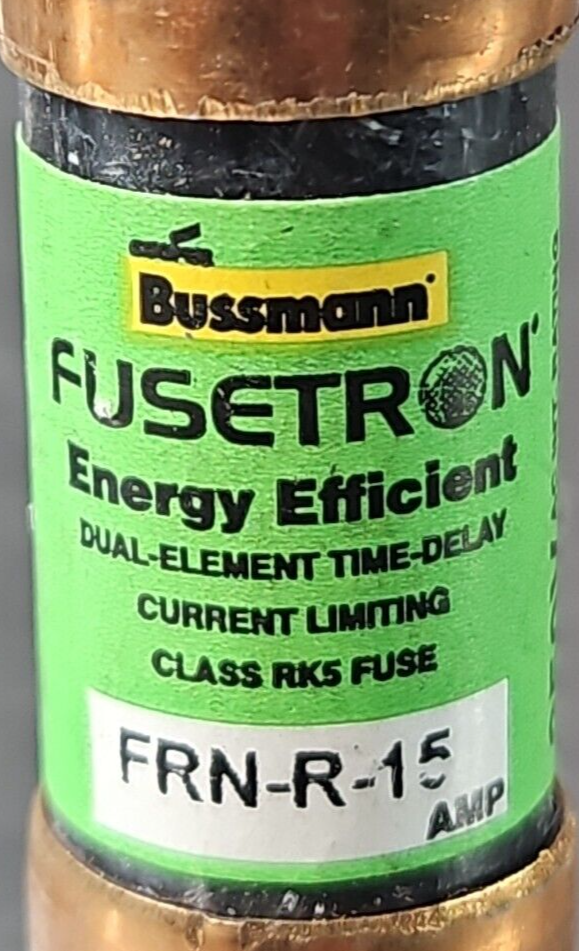 Bussmann
FUSETRON
Energy Efficient
DUAL-ELEMENT TIME-DELAY
CURRENT LIMITING
CLASS RK5 FUSE
FRN-R-15
AMP